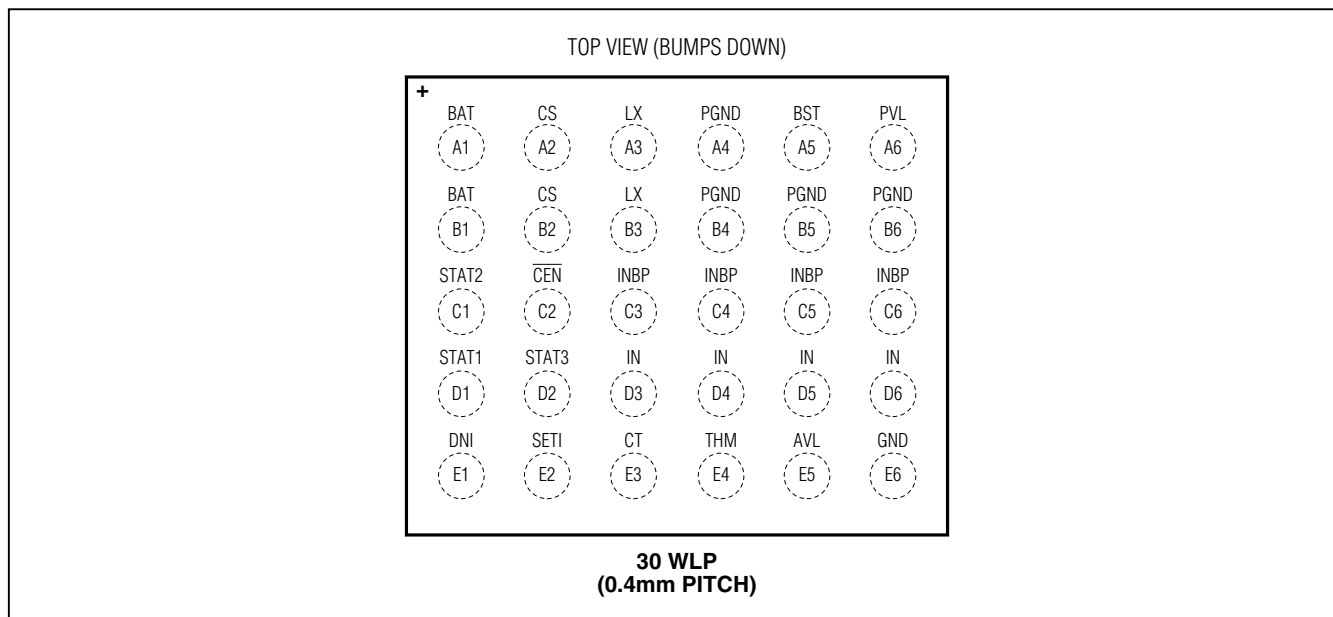 TOP VIEW (BUMPS DOWN)
+
BAT CS LX PGND BST PVL
A1 A2 A3 A4 A5 A6
BAT CS LX PGND PGND PGND
B1 B2 B3 B4 B5 B6
STAT2 C̅E̅N̅ INBP INBP INBP INBP
C1 C2 C3 C4 C5 C6
STAT1 STAT3 IN IN IN IN
D1 D2 D3 D4 D5 D6
DNI SETI CT THM AVL GND
E1 E2 E3 E4 E5 E6
30 WLP
(0.4mm PITCH)